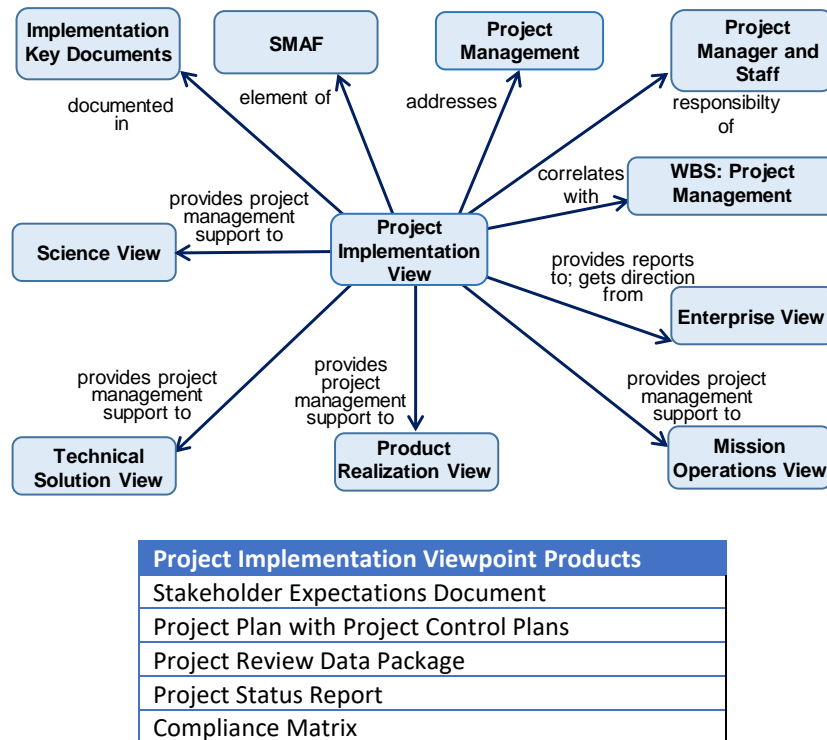 Implementation
Key Documents
SMAF
Project
Management
Project
Manager and
Staff
documented
in
element of
addresses
responsibilty
of
correlates
with
WBS: Project
Management
provides project
management
support to
Science View
Project
Implementation
View
provides reports
to; gets direction
from
Enterprise View
provides project
management
support to
provides
project
management
support to
provides project
management
support to
Technical
Solution View
Product
Realization View
Mission
Operations View
Project Implementation Viewpoint Products
Stakeholder Expectations Document
Project Plan with Project Control Plans
Project Review Data Package
Project Status Report
Compliance Matrix